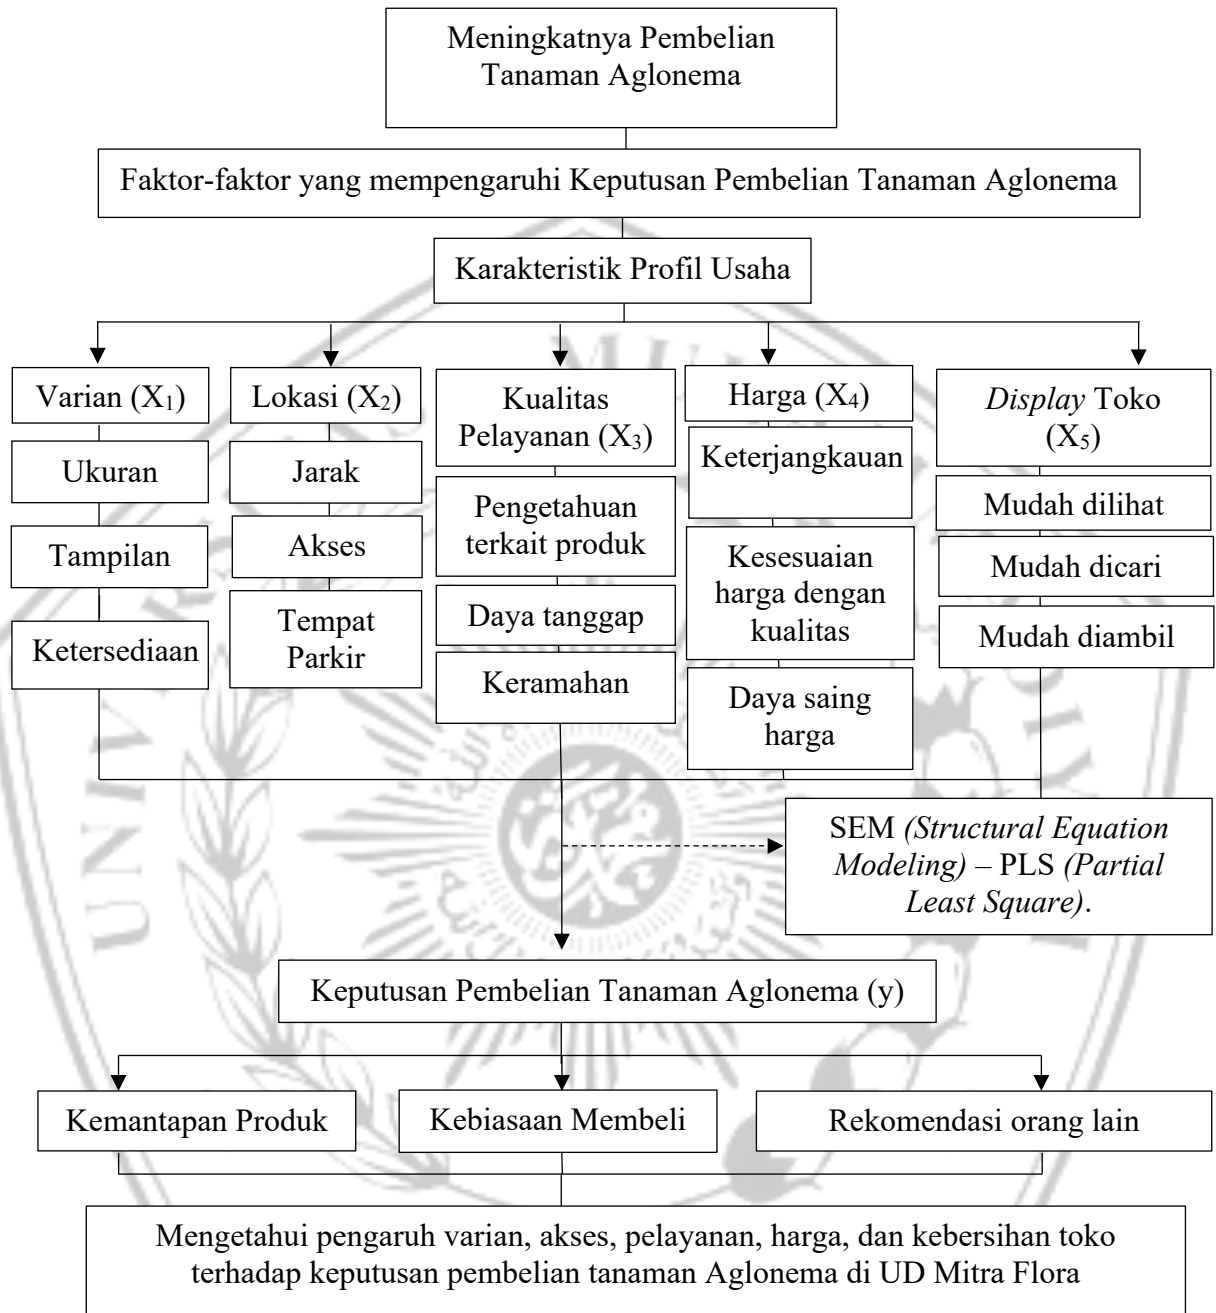 Meningkatnya Pembelian
Tanaman Aglonema
Faktor-faktor yang mempengaruhi Keputusan Pembelian Tanaman Aglonema
Karakteristik Profil Usaha
Varian (X₁)
Ukuran
Tampilan
Ketersediaan
Lokasi (X₂)
Jarak
Akses
Tempat
Parkir
Kualitas
Pelayanan (X₃)
Pengetahuan
terkait produk
Daya tanggap
Keramahan
Harga (X₄)
Keterjangkauan
Kesesuaian
harga dengan
kualitas
Daya saing
harga
Display Toko
(X₅)
Mudah dilihat
Mudah dicari
Mudah diambil
SEM (Structural Equation
Modeling) – PLS (Partial
Least Square).
Keputusan Pembelian Tanaman Aglonema (y)
Kemantapan Produk
Kebiasaan Membeli
Rekomendasi orang lain
Mengetahui pengaruh varian, akses, pelayanan, harga, dan kebersihan toko
terhadap keputusan pembelian tanaman Aglonema di UD Mitra Flora